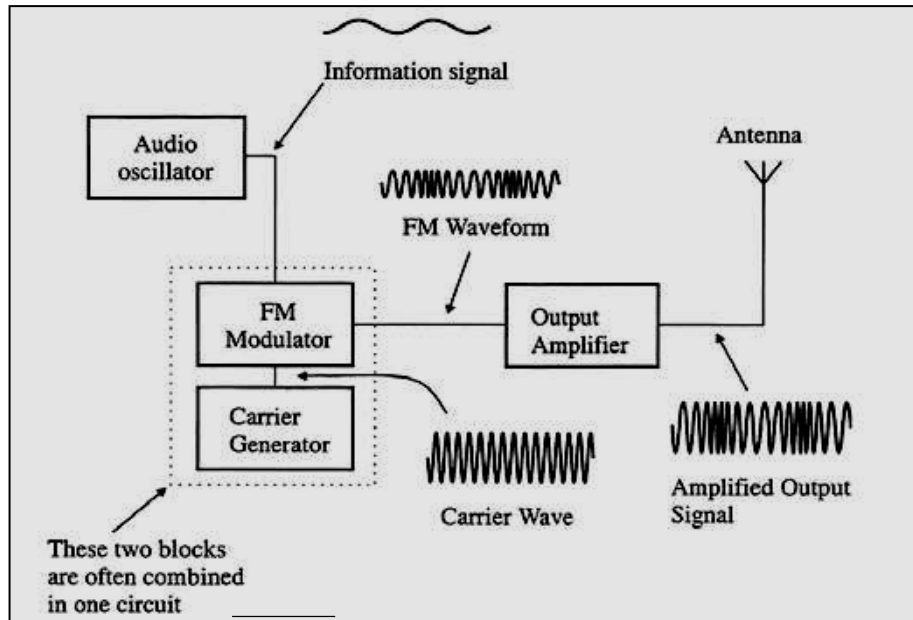 Information signal
Audio
oscillator
Antenna
FM Waveform
FM
Modulator
Output
Amplifier
Carrier
Generator
Carrier Wave
Amplified Output
Signal
These two blocks
are often combined
in one circuit